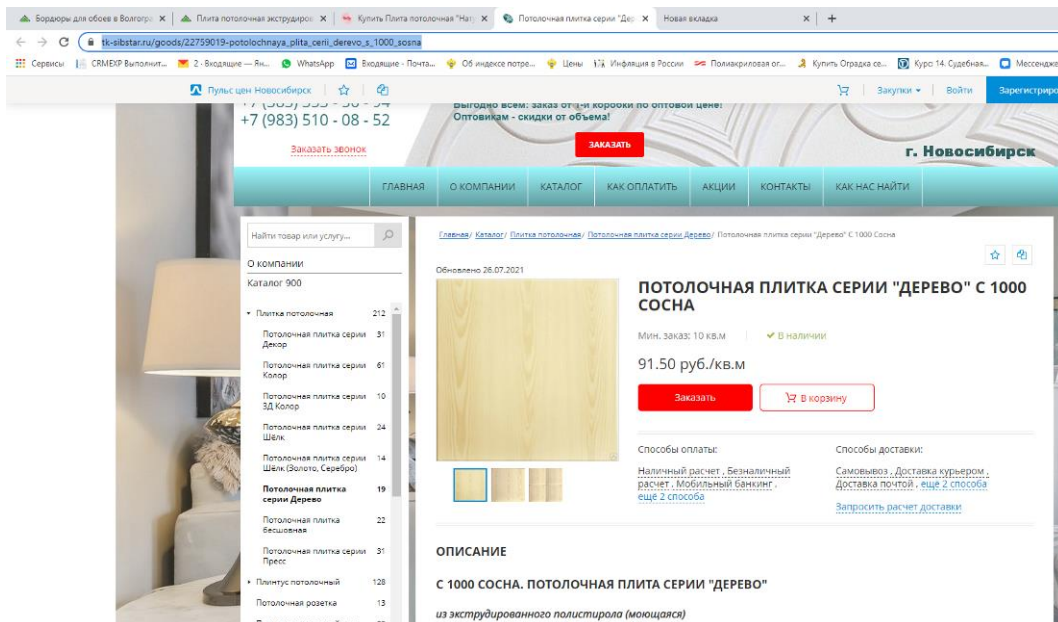 Бордюры для обоев в Волгогра
Плита потолочная экструдиров
Купить Плита потолочная "Нату
Потолочная плитка серии "Дер
Новая вкладка
tk-sibstar.ru/goods/22759019-potolochnaya_plita_cerii_derevo_s_1000_sosna
Сервисы
CRMEXP Выполнит...
2 · Входящие — Ян...
WhatsApp
Входящие - Почта...
Об индексе потре...
Цены
Инфляция в России
Полиакриловая ог...
Купить Оградка се...
Курс: 14. Судебная...
Мессендже
Пульс цен Новосибирск
Закупки
Войти
Зарегистриро
+7 (983) 510 - 08 - 52
Заказать звонок
Выгодно всем: заказ от 1-й коробки по оптовой цене!
Оптовикам - скидки от объема!
ЗАКАЗАТЬ
г. Новосибирск
ГЛАВНАЯ
О КОМПАНИИ
КАТАЛОГ
КАК ОПЛАТИТЬ
АКЦИИ
КОНТАКТЫ
КАК НАС НАЙТИ
Найти товар или услугу...
О компании
Каталог 900
Плитка потолочная 212
Потолочная плитка серии 31
Декор
Потолочная плитка серии 61
Колор
Потолочная плитка серии 10
3Д Колор
Потолочная плитка серии 24
Шёлк
Потолочная плитка серии 14
Шёлк (Золото, Серебро)
Потолочная плитка 19
серии Дерево
Потолочная плитка 22
бесшовная
Потолочная плитка серии 31
Пресс
Плинтус потолочный 128
Потолочная розетка 13
Главная/ Каталог/ Плитка потолочная/ Потолочная плитка серии Дерево/ Потолочная плитка серии "Дерево" С 1000 Сосна
Обновлено 26.07.2021
ПОТОЛОЧНАЯ ПЛИТКА СЕРИИ "ДЕРЕВО" С 1000
СОСНА
Мин. заказ: 10 кв.м
В наличии
91.50 руб./кв.м
Заказать
В корзину
Способы оплаты:
Наличный расчет , Безналичный
расчет , Мобильный банкинг ,
ещё 2 способа
Способы доставки:
Самовывоз , Доставка курьером ,
Доставка почтой , ещё 2 способа
Запросить расчет доставки
ОПИСАНИЕ
С 1000 СОСНА. ПОТОЛОЧНАЯ ПЛИТА СЕРИИ "ДЕРЕВО"
из экструдированного полистирола (моющаяся)